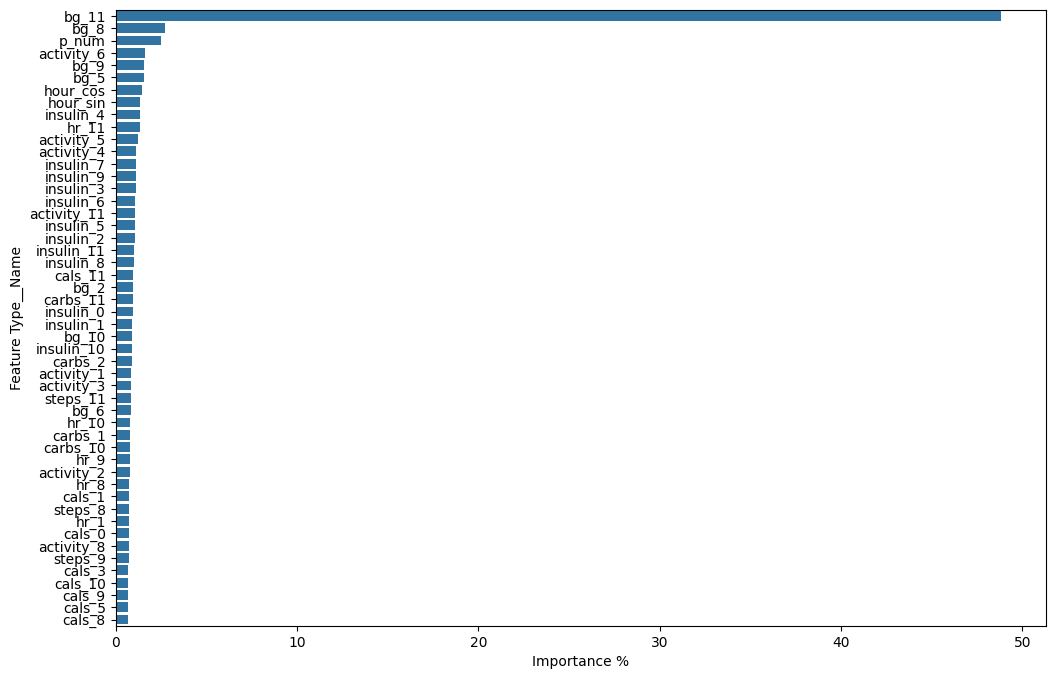 bg_11
bg_8
p_num
activity_6
bg_9
bg_5
hour_cos
hour_sin
insulin_4
hr_11
activity_5
activity_4
insulin_7
insulin_9
insulin_3
insulin_6
activity_11
insulin_5
insulin_2
insulin_11
insulin_8
cals_11
bg_2
carbs_11
insulin_0
insulin_1
bg_10
insulin_10
carbs_2
activity_1
activity_3
steps_11
bg_6
hr_10
carbs_1
carbs_10
hr_9
activity_2
hr_8
cals_1
steps_8
hr_1
cals_0
activity_8
steps_9
cals_3
cals_10
cals_9
cals_5
cals_8
Feature Type__Name
0 10 20 30 40 50
Importance %